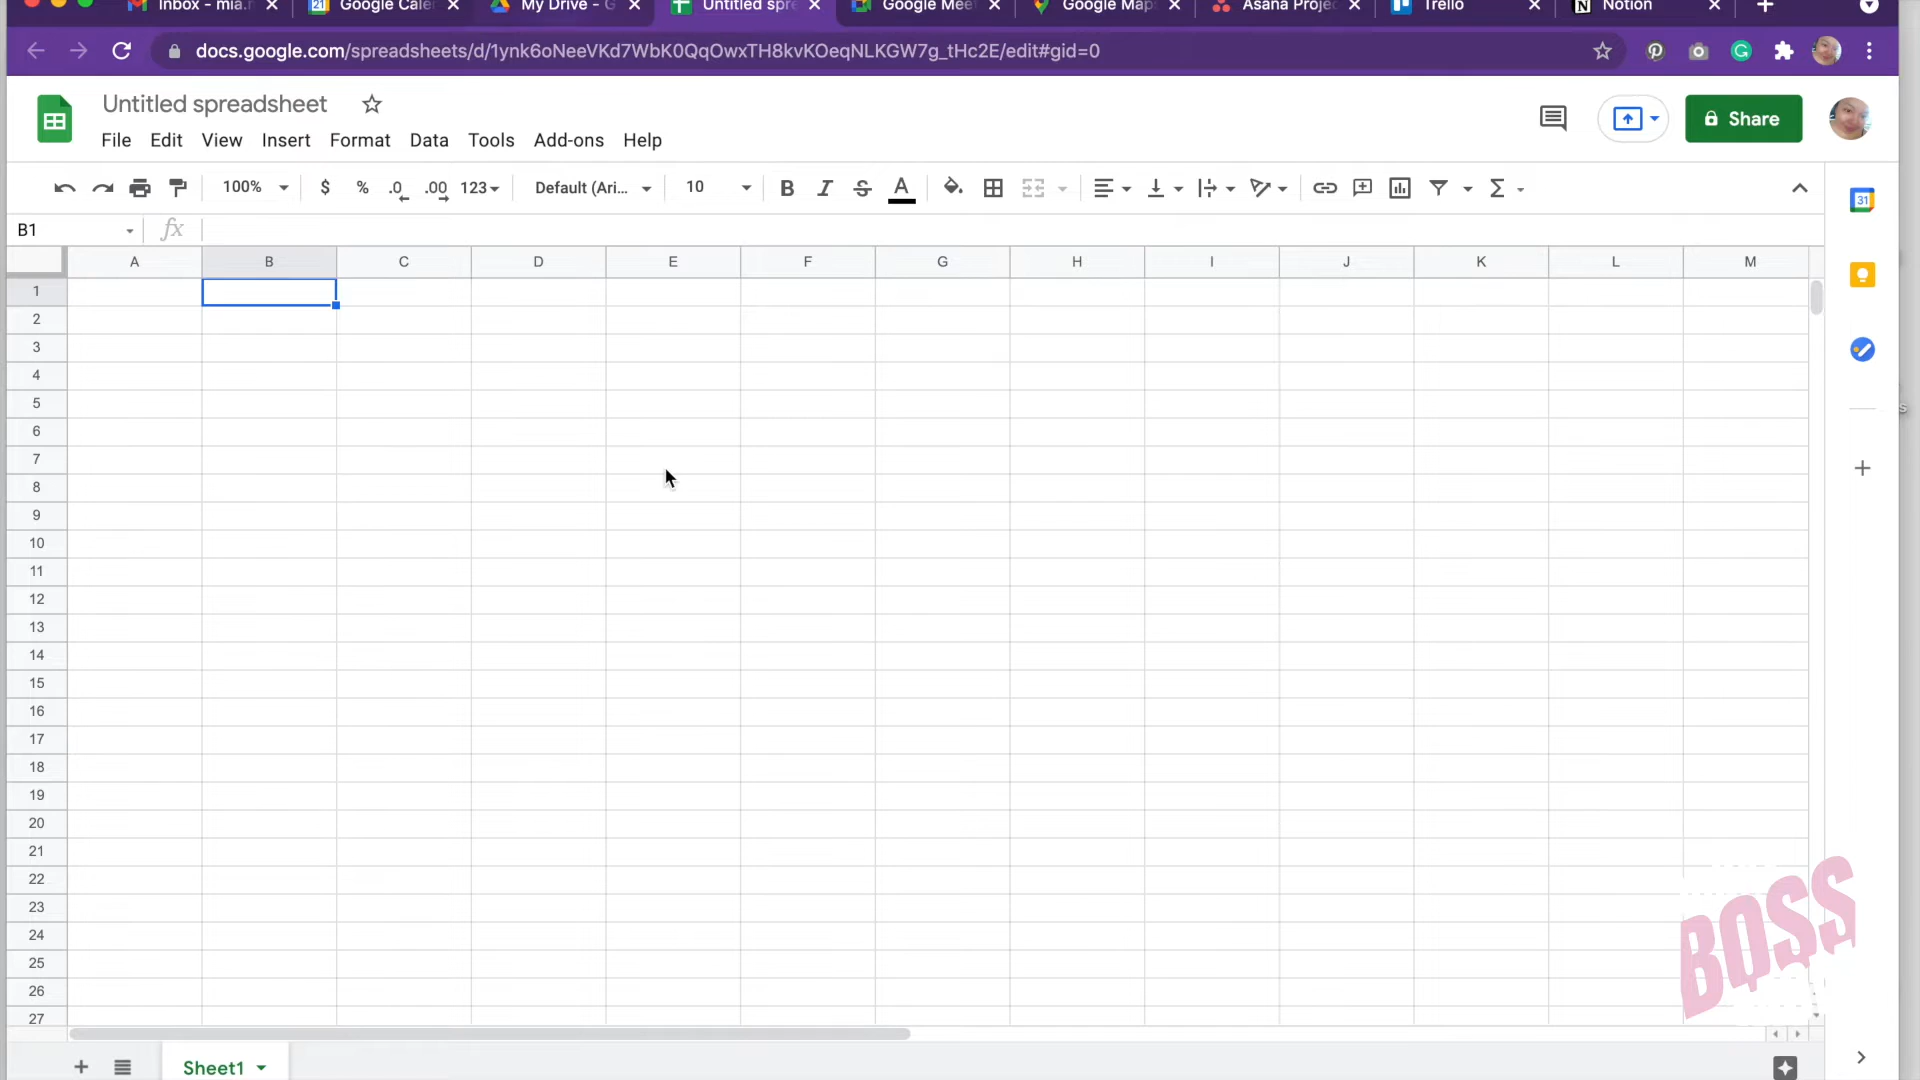 Inbox - mia.
Google Cale
My Drive - G
Untitled spre
Google Mee
Google Map
Asana Projec
Trello
Notion
docs.google.com/spreadsheets/d/1ynk6oNeeVKd7WbK0QqOwxTH8kvKOeqNLKGW7g_tHc2E/edit#gid=0
Untitled spreadsheet
File Edit View Insert Format Data Tools Add-ons Help
Share
100% $ % .0 .00 123 Default (Ari... 10 B I S A Σ
31
B1 fx
A B C D E F G H I J K L M
1
2
3
4
5
6
7
8
9
10
11
12
13
14
15
16
17
18
19
20
21
22
23
24
25
26
27
BOSS
Sheet1